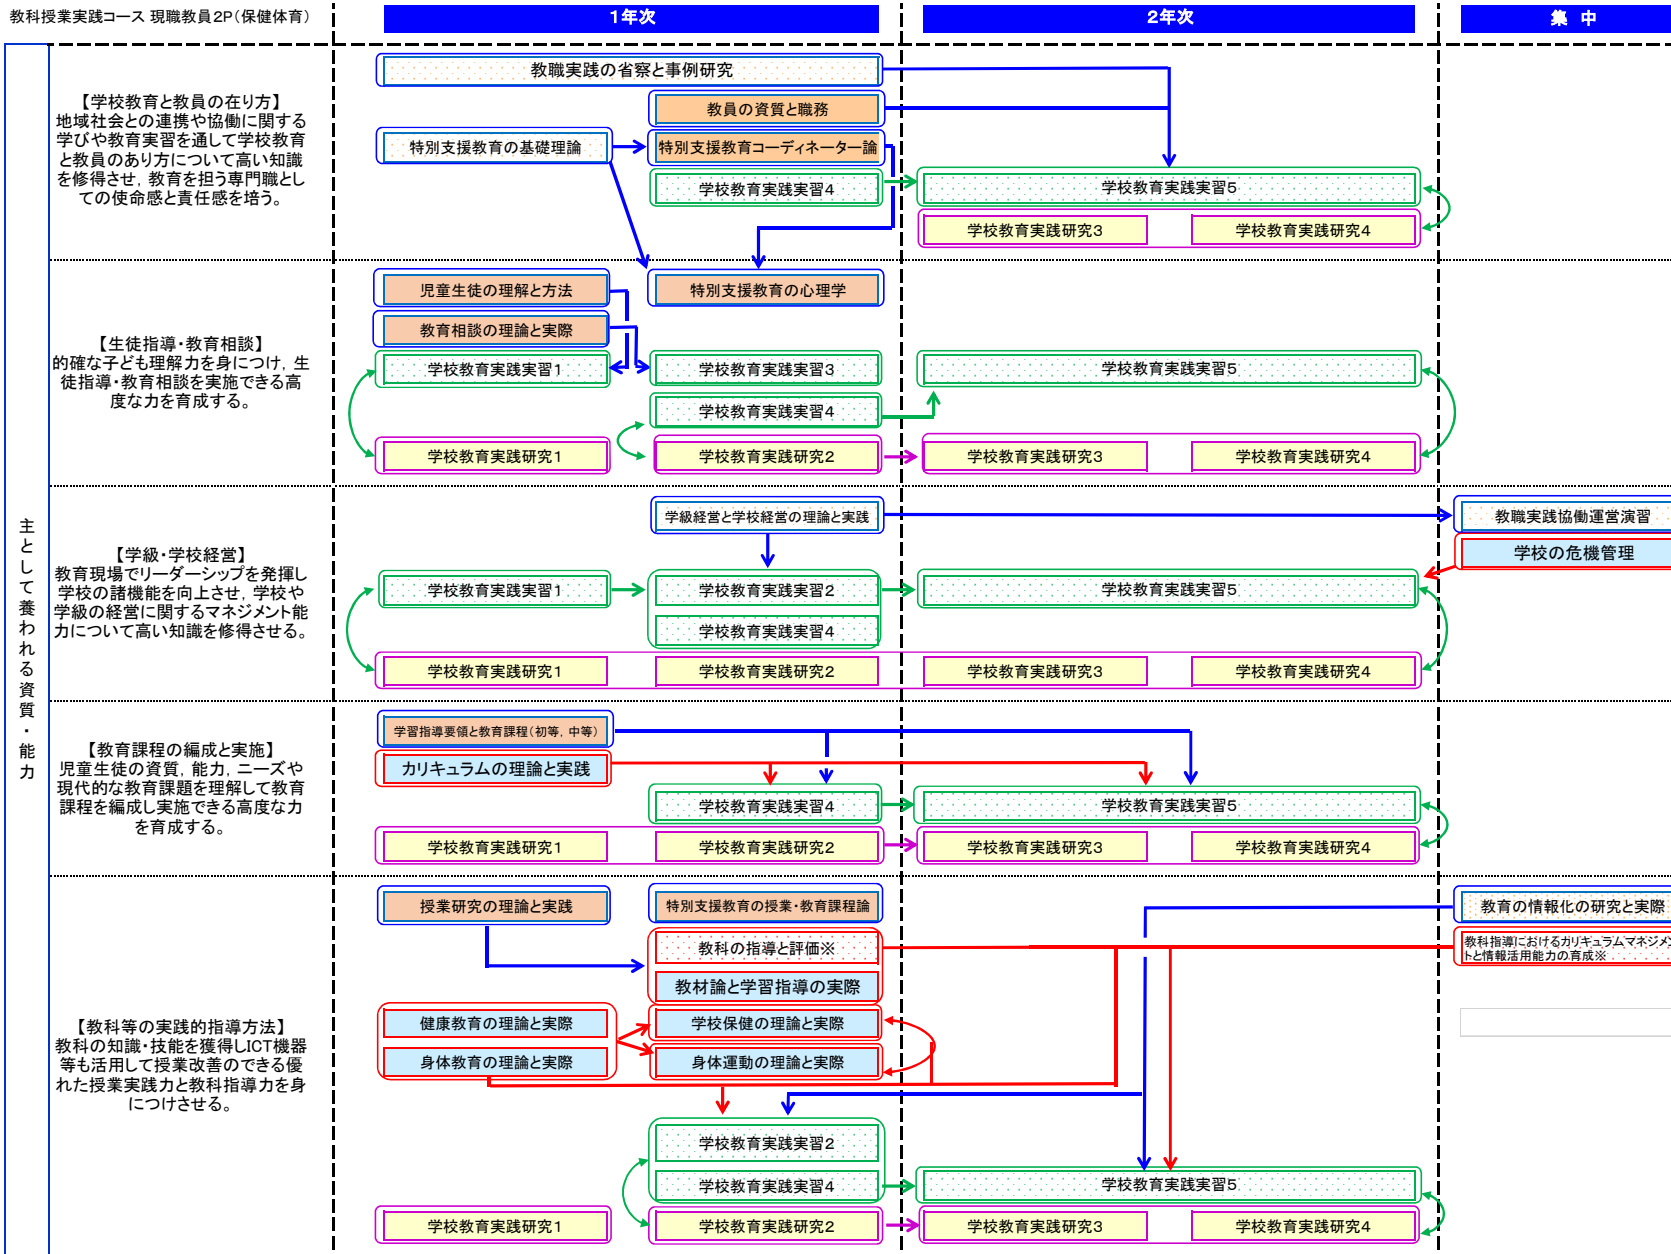 教科授業実践コース 現職教員2P(保健体育)
1年次
2年次
集 中
主として養われる資質・能力
【学校教育と教員の在り方】
地域社会との連携や協働に関する
学びや教育実習を通して学校教育
と教員のあり方について高い知識
を修得させ，教育を担う専門職とし
ての使命感と責任感を培う。
教職実践の省察と事例研究
教員の資質と職務
特別支援教育の基礎理論
特別支援教育コーディネーター論
学校教育実践実習4
学校教育実践実習5
学校教育実践研究3
学校教育実践研究4
【生徒指導・教育相談】
的確な子ども理解力を身につけ，生
徒指導・教育相談を実施できる高
度な力を育成する。
児童生徒の理解と方法
特別支援教育の心理学
教育相談の理論と実際
学校教育実践実習1
学校教育実践実習3
学校教育実践実習5
学校教育実践実習4
学校教育実践研究1
学校教育実践研究2
学校教育実践研究3
学校教育実践研究4
【学級・学校経営】
教育現場でリーダーシップを発揮し
学校の諸機能を向上させ，学校や
学級の経営に関するマネジメント能
力について高い知識を修得させる。
学級経営と学校経営の理論と実践
教職実践協働運営演習
学校の危機管理
学校教育実践実習1
学校教育実践実習2
学校教育実践実習5
学校教育実践実習4
学校教育実践研究1
学校教育実践研究2
学校教育実践研究3
学校教育実践研究4
【教育課程の編成と実施】
児童生徒の資質，能力，ニーズや
現代的な教育課題を理解して教育
課程を編成し実施できる高度な力
を育成する。
学習指導要領と教育課程(初等，中等)
カリキュラムの理論と実践
学校教育実践実習4
学校教育実践実習5
学校教育実践研究1
学校教育実践研究2
学校教育実践研究3
学校教育実践研究4
【教科等の実践的指導方法】
教科の知識・技能を獲得しICT機器
等も活用して授業改善のできる優
れた授業実践力と教科指導力を身
につけさせる。
授業研究の理論と実践
特別支援教育の授業・教育課程論
教育の情報化の研究と実際
教科の指導と評価※
教科指導におけるカリキュラムマネジメン
トと情報活用能力の育成※
教材論と学習指導の実際
健康教育の理論と実際
学校保健の理論と実際
身体教育の理論と実際
身体運動の理論と実際
学校教育実践実習2
学校教育実践実習4
学校教育実践実習5
学校教育実践研究1
学校教育実践研究2
学校教育実践研究3
学校教育実践研究4